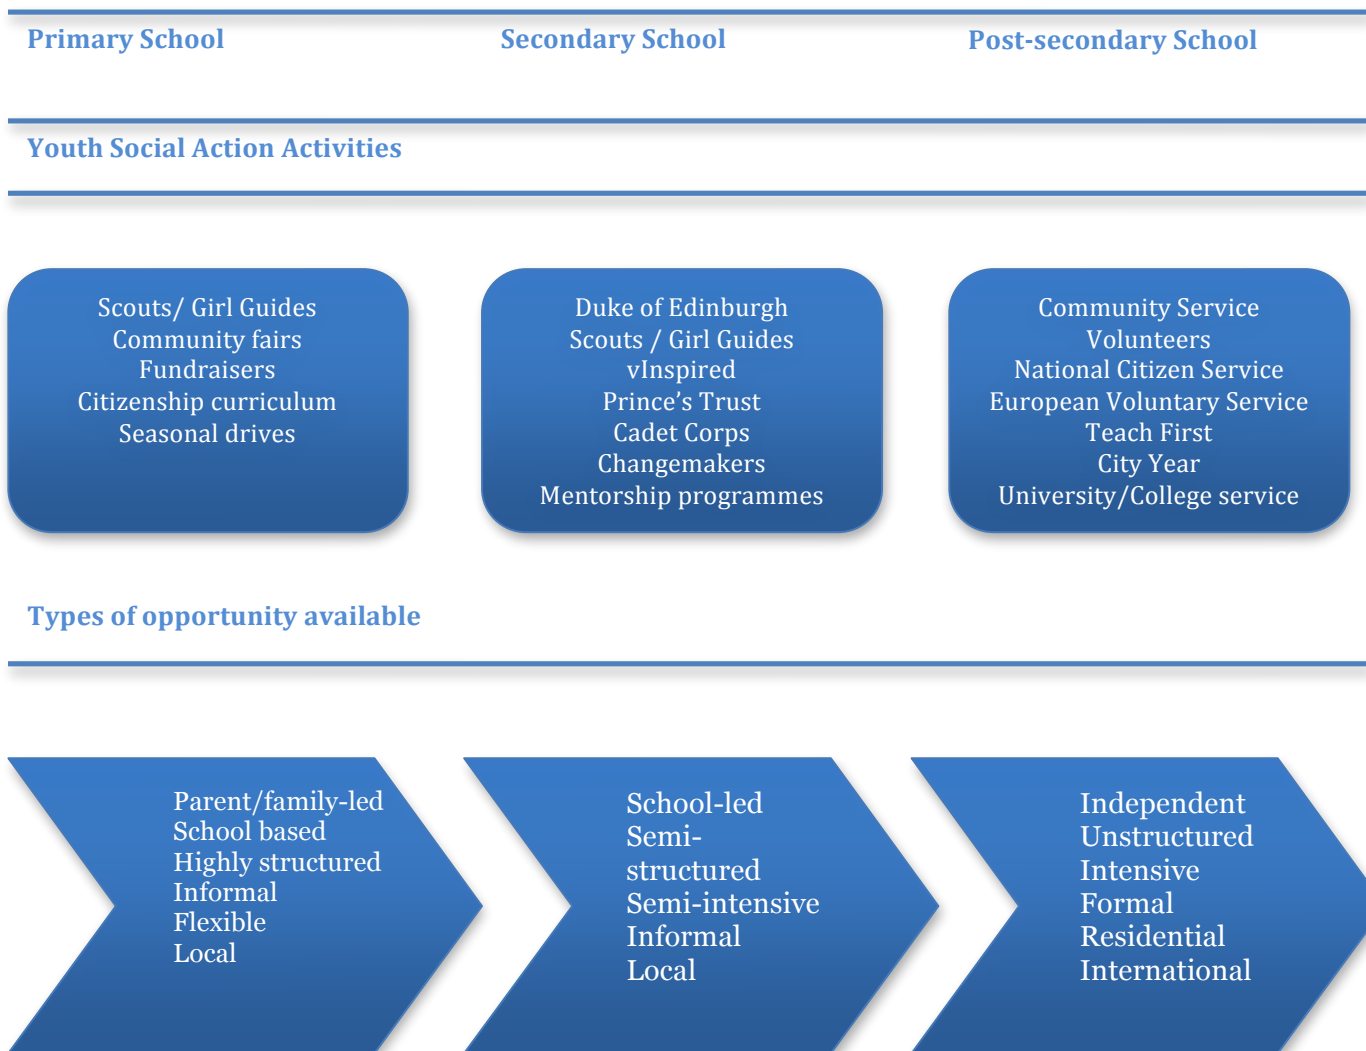 Primary School
Secondary School
Post-secondary School
Youth Social Action Activities
Scouts/ Girl Guides
Community fairs
Fundraisers
Citizenship curriculum
Seasonal drives
Duke of Edinburgh
Scouts / Girl Guides
vInspired
Prince’s Trust
Cadet Corps
Changemakers
Mentorship programmes
Community Service
Volunteers
National Citizen Service
European Voluntary Service
Teach First
City Year
University/College service
Types of opportunity available
Parent/family-led
School based
Highly structured
Informal
Flexible
Local
School-led
Semi-
structured
Semi-intensive
Informal
Local
Independent
Unstructured
Intensive
Formal
Residential
International